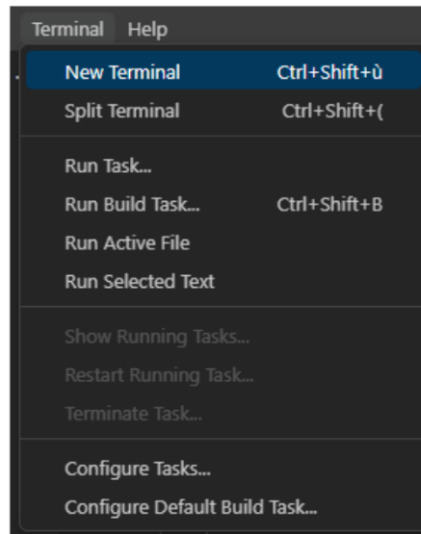 Terminal Help
New Terminal Ctrl+Shift+ù
Split Terminal Ctrl+Shift+(
Run Task...
Run Build Task... Ctrl+Shift+B
Run Active File
Run Selected Text
Show Running Tasks...
Restart Running Task...
Terminate Task...
Configure Tasks...
Configure Default Build Task...